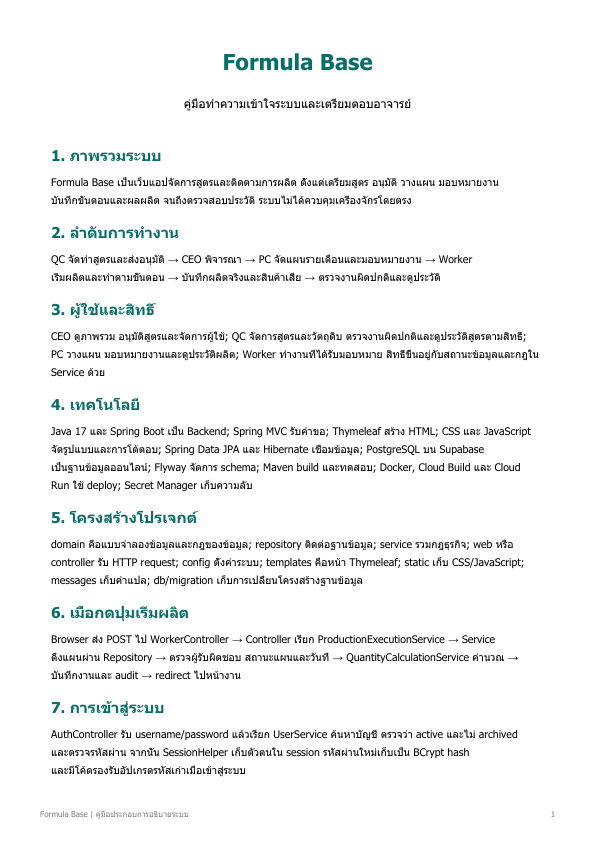 Formula Base
คู่มือทำความเข้าใจระบบและเตรียมตอบอาจารย์
1. ภาพรวมระบบ
Formula Base เป็นเว็บแอปจัดการสูตรและติดตามการผลิต ตั้งแต่เตรียมสูตร อนุมัติ วางแผน มอบหมายงาน
บันทึกขั้นตอนและผลผลิต จนถึงตรวจสอบประวัติ ระบบไม่ได้ควบคุมเครื่องจักรโดยตรง
2. ลำดับการทำงาน
QC จัดทำสูตรและส่งอนุมัติ → CEO พิจารณา → PC จัดแผนรายเดือนและมอบหมายงาน → Worker
เริ่มผลิตและทำตามขั้นตอน → บันทึกผลิตจริงและสินค้าเสีย → ตรวจงานผิดปกติและดูประวัติ
3. ผู้ใช้และสิทธิ์
CEO ดูภาพรวม อนุมัติสูตรและจัดการผู้ใช้; QC จัดการสูตรและวัตถุดิบ ตรวจงานผิดปกติและดูประวัติสูตรตามสิทธิ์;
PC วางแผน มอบหมายงานและดูประวัติผลิต; Worker ทำงานที่ได้รับมอบหมาย สิทธิ์ขึ้นอยู่กับสถานะข้อมูลและกฎใน
Service ด้วย
4. เทคโนโลยี
Java 17 และ Spring Boot เป็น Backend; Spring MVC รับคำขอ; Thymeleaf สร้าง HTML; CSS และ JavaScript
จัดรูปแบบและการโต้ตอบ; Spring Data JPA และ Hibernate เชื่อมข้อมูล; PostgreSQL บน Supabase
เป็นฐานข้อมูลออนไลน์; Flyway จัดการ schema; Maven build และทดสอบ; Docker, Cloud Build และ Cloud
Run ใช้ deploy; Secret Manager เก็บความลับ
5. โครงสร้างโปรเจกต์
domain คือแบบจำลองข้อมูลและกฎของข้อมูล; repository ติดต่อฐานข้อมูล; service รวมกฎธุรกิจ; web หรือ
controller รับ HTTP request; config ตั้งค่าระบบ; templates คือหน้า Thymeleaf; static เก็บ CSS/JavaScript;
messages เก็บคำแปล; db/migration เก็บการเปลี่ยนโครงสร้างฐานข้อมูล
6. เมื่อกดปุ่มเริ่มผลิต
Browser ส่ง POST ไป WorkerController → Controller เรียก ProductionExecutionService → Service
ดึงแผนผ่าน Repository → ตรวจผู้รับผิดชอบ สถานะแผนและวันที่ → QuantityCalculationService คำนวณ →
บันทึกงานและ audit → redirect ไปหน้างาน
7. การเข้าสู่ระบบ
AuthController รับ username/password แล้วเรียก UserService ค้นหาบัญชี ตรวจว่า active และไม่ archived
และตรวจรหัสผ่าน จากนั้น SessionHelper เก็บตัวตนใน session รหัสผ่านใหม่เก็บเป็น BCrypt hash
และมีโค้ดรองรับอัปเกรดรหัสเก่าเมื่อเข้าสู่ระบบ
Formula Base | คู่มือประกอบการอธิบายระบบ
1